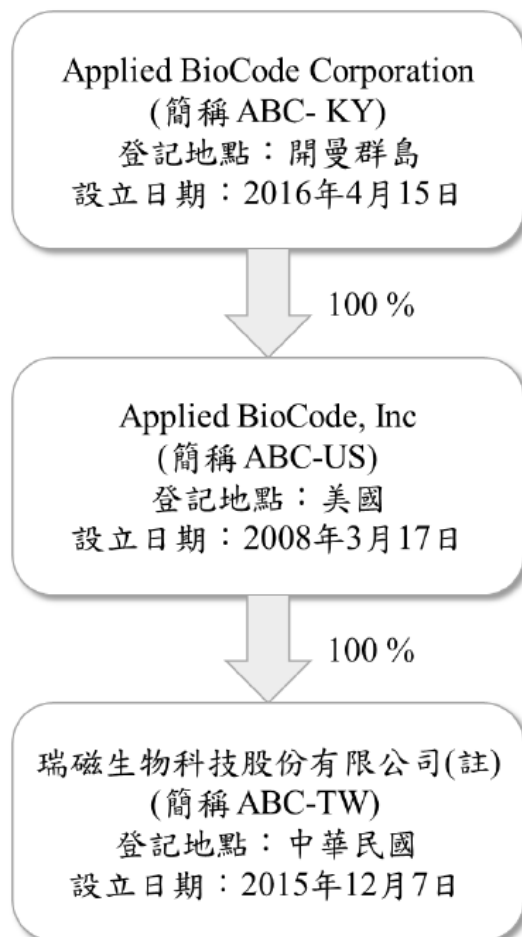 Applied BioCode Corporation
(簡稱 ABC- KY)
登記地點：開曼群島
設立日期：2016年4月15日
100 %
Applied BioCode, Inc
(簡稱 ABC-US)
登記地點：美國
設立日期：2008年3月17日
100 %
瑞磁生物科技股份有限公司(註)
(簡稱 ABC-TW)
登記地點：中華民國
設立日期：2015年12月7日